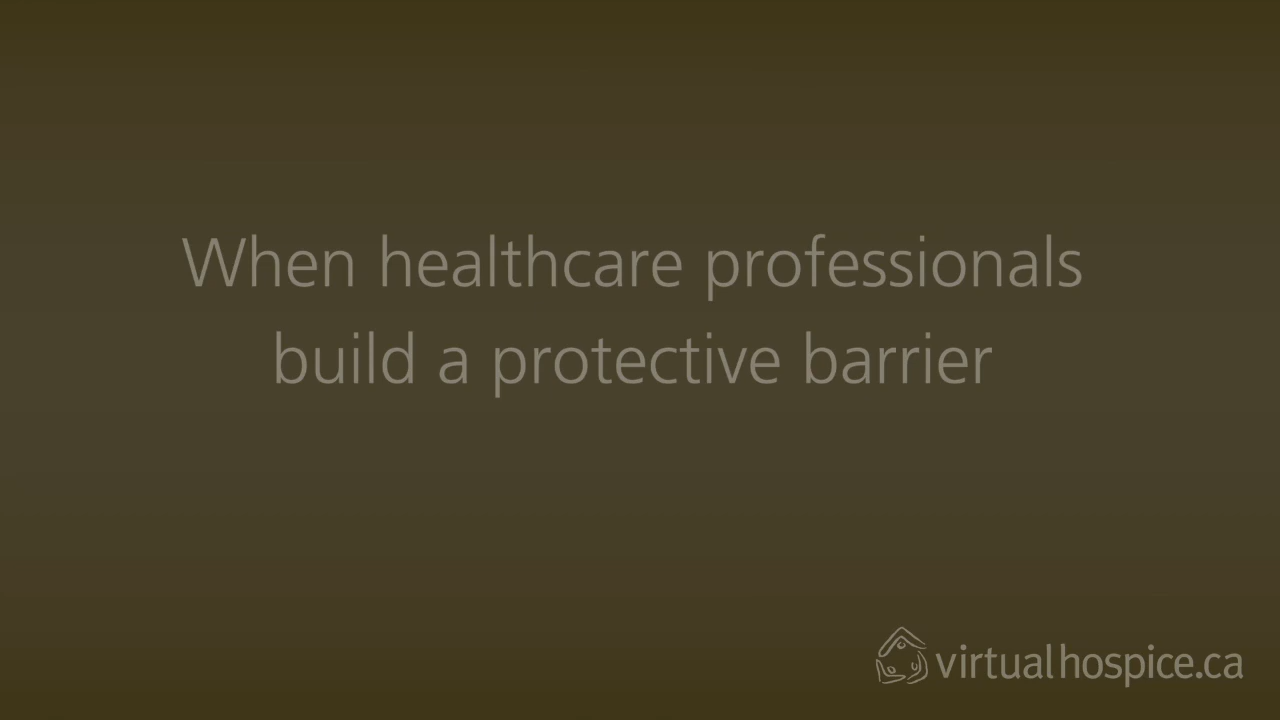 When healthcare professionals
build a protective barrier
virtualhospice.ca